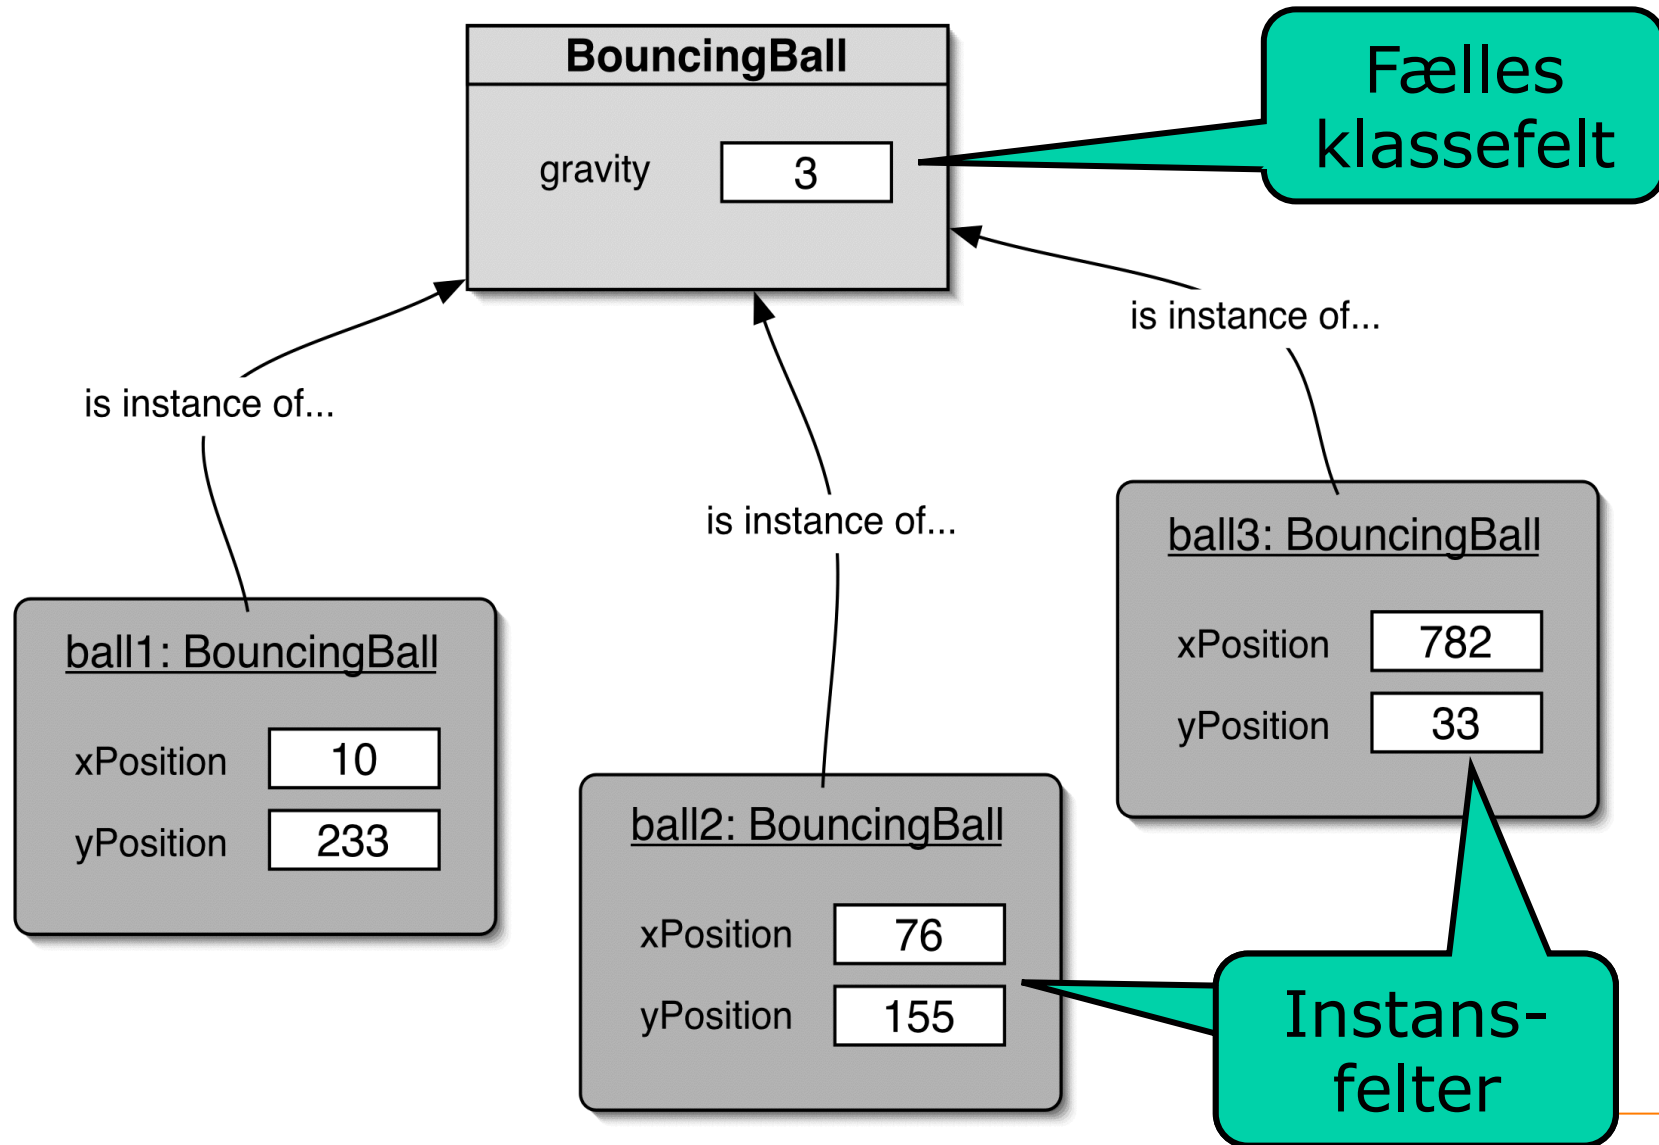 BouncingBall
gravity 3
Fælles
klassefelt
is instance of...
is instance of...
is instance of...
ball1: BouncingBall
xPosition 10
yPosition 233
ball2: BouncingBall
xPosition 76
yPosition 155
ball3: BouncingBall
xPosition 782
yPosition 33
Instans-
felter